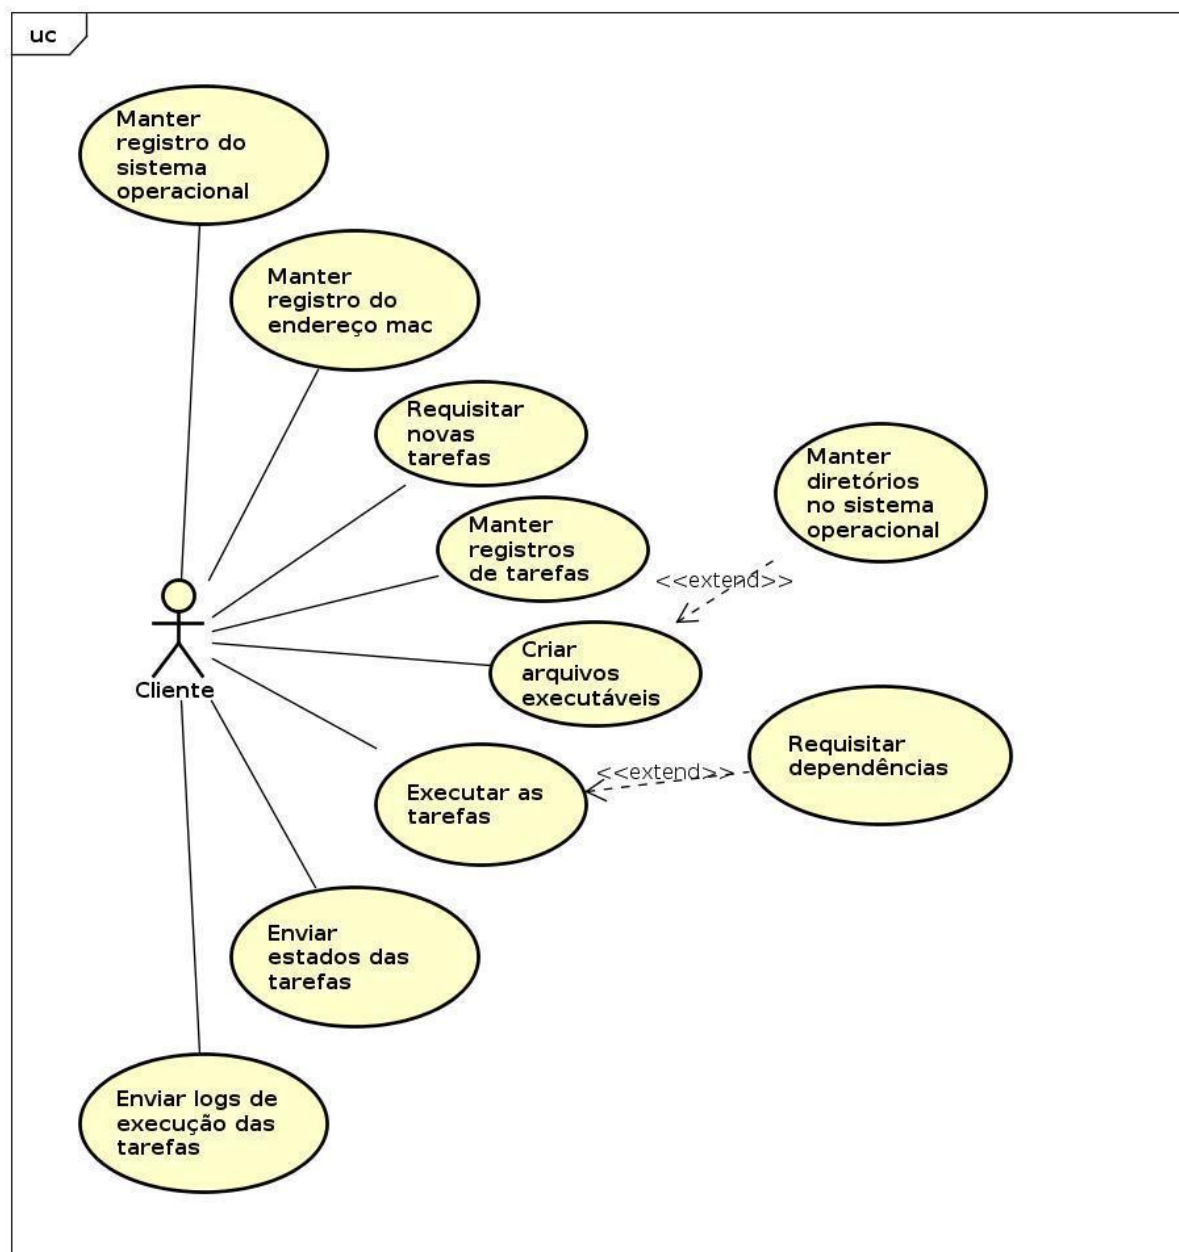 uc
Manter
registro do
sistema
operacional
Manter
registro do
endereço mac
Requisitar
novas
tarefas
Manter
diretórios
no sistema
operacional
Manter
registros
de tarefas
<<extend>>
Criar
arquivos
executáveis
Cliente
Requisitar
dependências
<<extend>>
Executar as
tarefas
Enviar
estados das
tarefas
Enviar logs de
execução das
tarefas